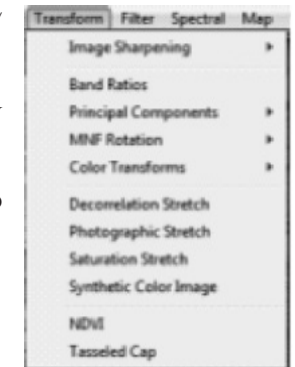 Transform Filter Spectral Map
Image Sharpening
Band Ratios
Principal Components
MNF Rotation
Color Transforms
Decorrelation Stretch
Photographic Stretch
Saturation Stretch
Synthetic Color Image
NDVI
Tasseled Cap